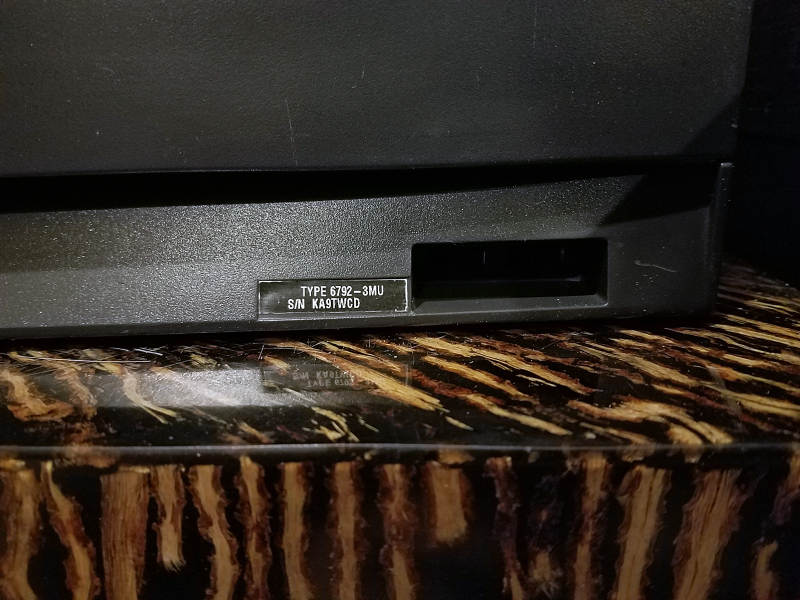 TYPE 6792-3MU
S/N KA9TWCD